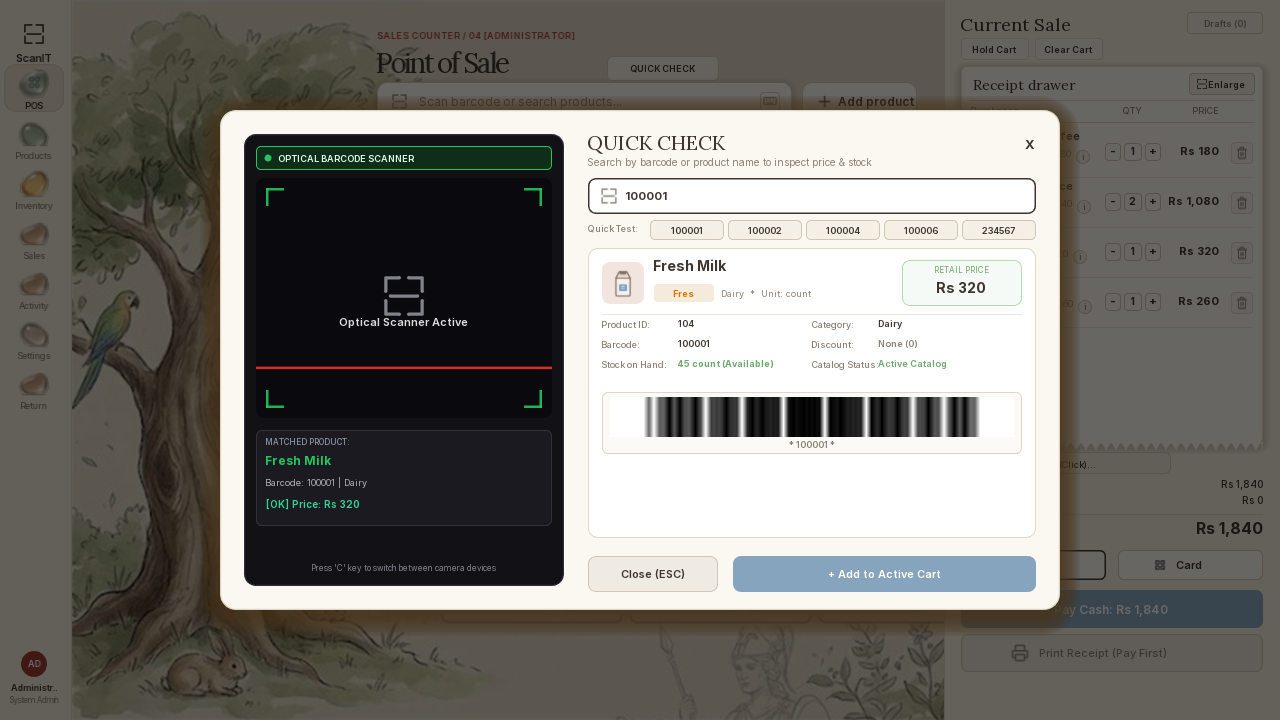 ScanIT
POS
Products
Inventory
Sales
Activity
Settings
Return
AD
Administr..
System Admin
SALES COUNTER / 04 [ADMINISTRATOR]
Point of Sale
QUICK CHECK
Scan barcode or search products...
+ Add product
Current Sale
Drafts (0)
Hold Cart
Clear Cart
Receipt drawer
Enlarge
QTY
PRICE
- 1 + Rs 180
- 2 + Rs 1,080
- 1 + Rs 320
- 1 + Rs 260
Click)...
Rs 1,840
Rs 0
Rs 1,840
Card
Pay Cash: Rs 1,840
Print Receipt (Pay First)
OPTICAL BARCODE SCANNER
Optical Scanner Active
MATCHED PRODUCT:
Fresh Milk
Barcode: 100001 | Dairy
[OK] Price: Rs 320
Press 'C' key to switch between camera devices
QUICK CHECK
X
Search by barcode or product name to inspect price & stock
100001
Quick Test:
100001
100002
100004
100006
234567
Fresh Milk
Fres
Dairy * Unit: count
RETAIL PRICE
Rs 320
Product ID: 104
Category: Dairy
Barcode: 100001
Discount: None (0)
Stock on Hand: 45 count (Available)
Catalog Status: Active Catalog
* 100001 *
Close (ESC)
+ Add to Active Cart